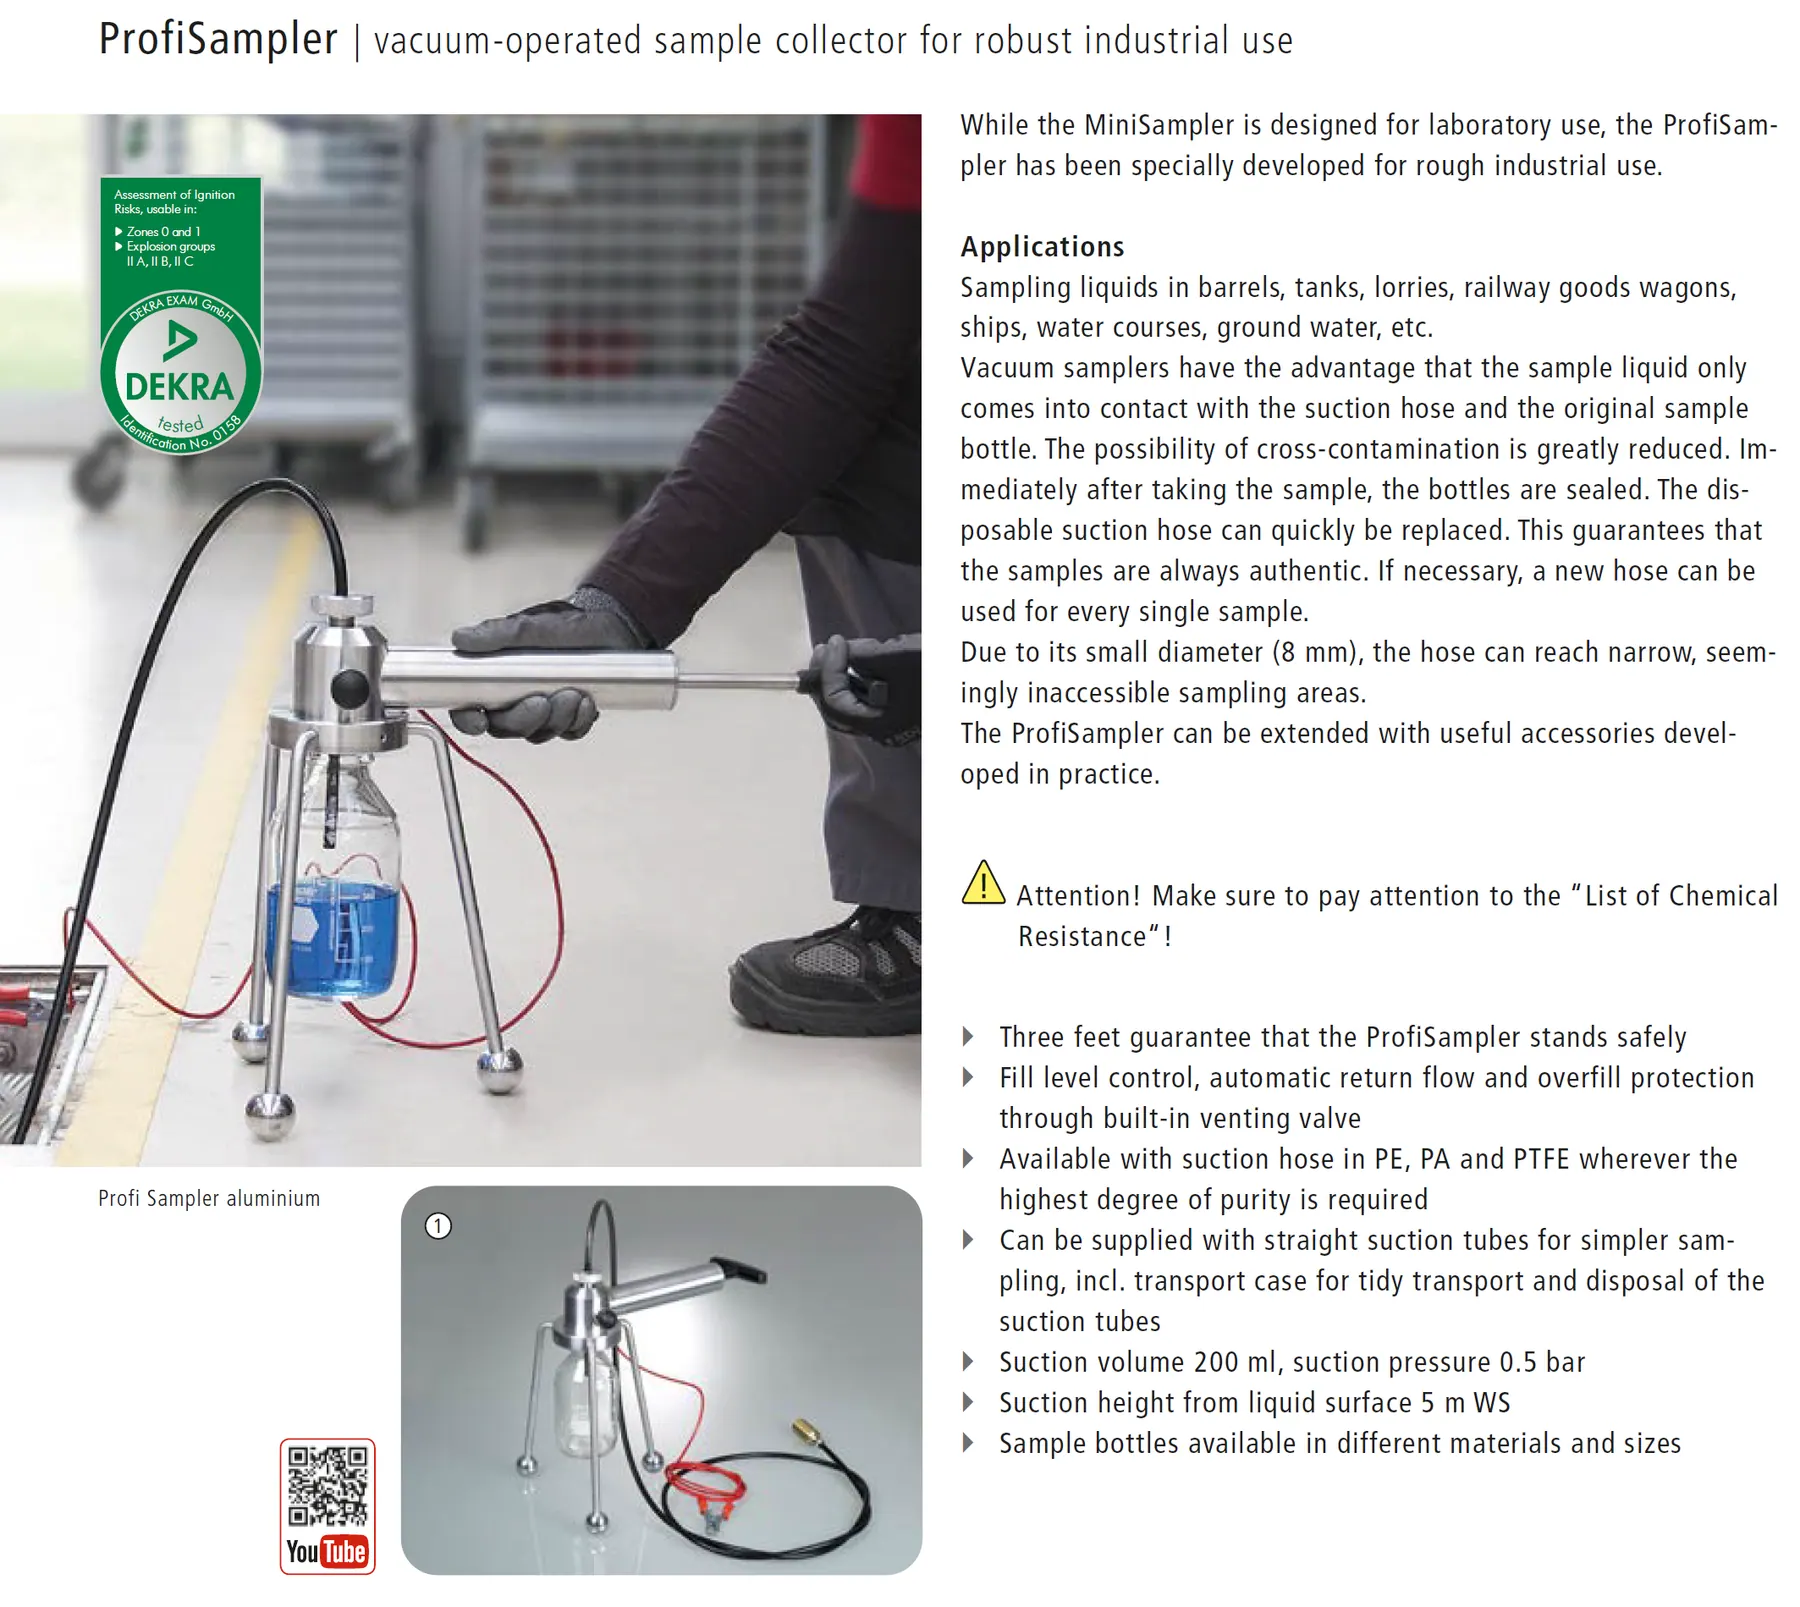 ProfiSampler | vacuum-operated sample collector for robust industrial use
Assessment of Ignition
Risks, usable in:
Zones 0 and 1
Explosion groups
II A, II B, II C
DEKRA EXAM GmbH
DEKRA
tested
Identification No. 0158
Profi Sampler aluminium
1
YouTube
While the MiniSampler is designed for laboratory use, the ProfiSam-
pler has been specially developed for rough industrial use.
Applications
Sampling liquids in barrels, tanks, lorries, railway goods wagons,
ships, water courses, ground water, etc.
Vacuum samplers have the advantage that the sample liquid only
comes into contact with the suction hose and the original sample
bottle. The possibility of cross-contamination is greatly reduced. Im-
mediately after taking the sample, the bottles are sealed. The dis-
posable suction hose can quickly be replaced. This guarantees that
the samples are always authentic. If necessary, a new hose can be
used for every single sample.
Due to its small diameter (8 mm), the hose can reach narrow, seem-
ingly inaccessible sampling areas.
The ProfiSampler can be extended with useful accessories devel-
oped in practice.
Attention! Make sure to pay attention to the “List of Chemical
Resistance“!
Three feet guarantee that the ProfiSampler stands safely
Fill level control, automatic return flow and overfill protection
through built-in venting valve
Available with suction hose in PE, PA and PTFE wherever the
highest degree of purity is required
Can be supplied with straight suction tubes for simpler sam-
pling, incl. transport case for tidy transport and disposal of the
suction tubes
Suction volume 200 ml, suction pressure 0.5 bar
Suction height from liquid surface 5 m WS
Sample bottles available in different materials and sizes